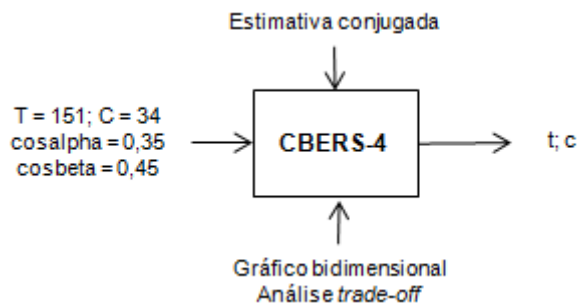 Estimativa conjugada
T = 151; C = 34
cosalpha = 0,35
cosbeta = 0,45
CBERS-4
t; c
Gráfico bidimensional
Análise trade-off